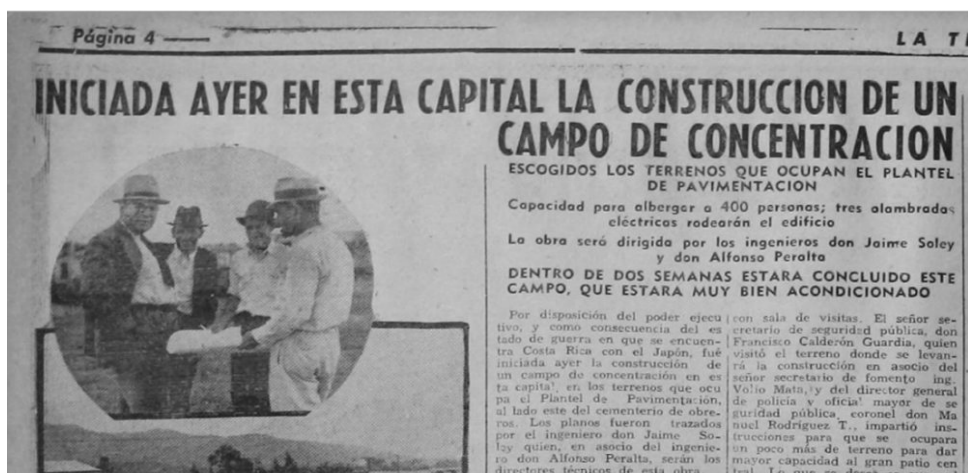 Página 4
LA
INICIADA AYER EN ESTA CAPITAL LA CONSTRUCCION DE UN
CAMPO DE CONCENTRACION
ESCOGIDOS LOS TERRENOS QUE OCUPAN EL PLANTEL
DE PAVIMENTACION
Capacidad para albergar a 400 personas; tres alambradas
eléctricas rodearán el edificio
La obra será dirigida por los ingenieros don Jaime Soley
y don Alfonso Peralta
DENTRO DE DOS SEMANAS ESTARA CONCLUIDO ESTE
CAMPO, QUE ESTARA MUY BIEN ACONDICIONADO
Por disposición del poder ejecu
tivo, y como consecuencia del es
tado de guerra en que se encuen-
tra Costa Rica con el Japón, fué
iniciada ayer la construcción de
un campo de concentración en es
ta capital, en los terrenos que ocu
pa el Plantel de Pavimentación,
al lado este del cementerio de obre-
ros. Los planos fueron trazados
por el ingeniero don Jaime So-
ley quien, en asocio del ingenie-
ro don Alfonso Peralta, serán los
directores técnicos de esta obra
con sala de visitas. El señor se-
cretario de seguridad pública, don
Francisco Calderón Guardia, quien
visitó el terreno donde se levan-
rá la construcción en asocio del
señor secretario de fomento ing.
Volio Mata, y del director general
de policía y oficial mayor de se
guridad pública coronel don Ma
nuel Rodríguez T., impartió ins-
trucciones para que se ocupara
un poco más de terreno para dar
mayor capacidad al gran patio cen